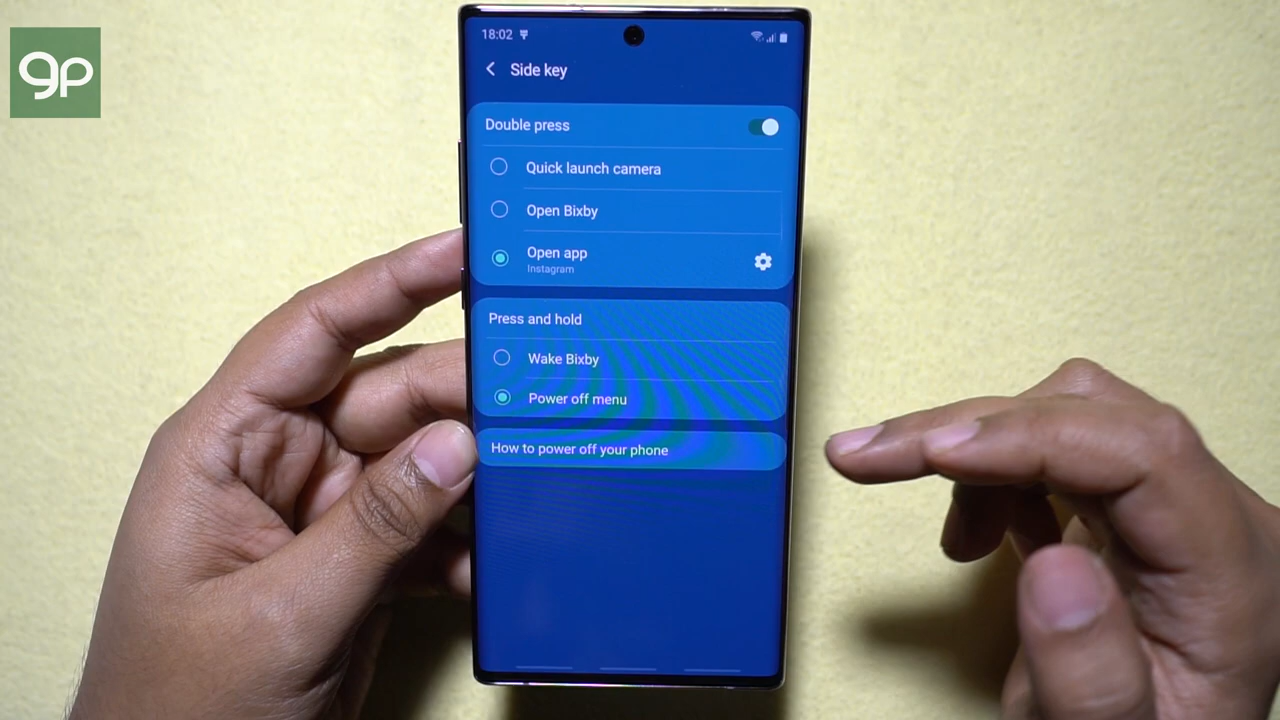 gp
18:02
Side key
Double press
Quick launch camera
Open Bixby
Open app
Instagram
Press and hold
Wake Bixby
Power off menu
How to power off your phone